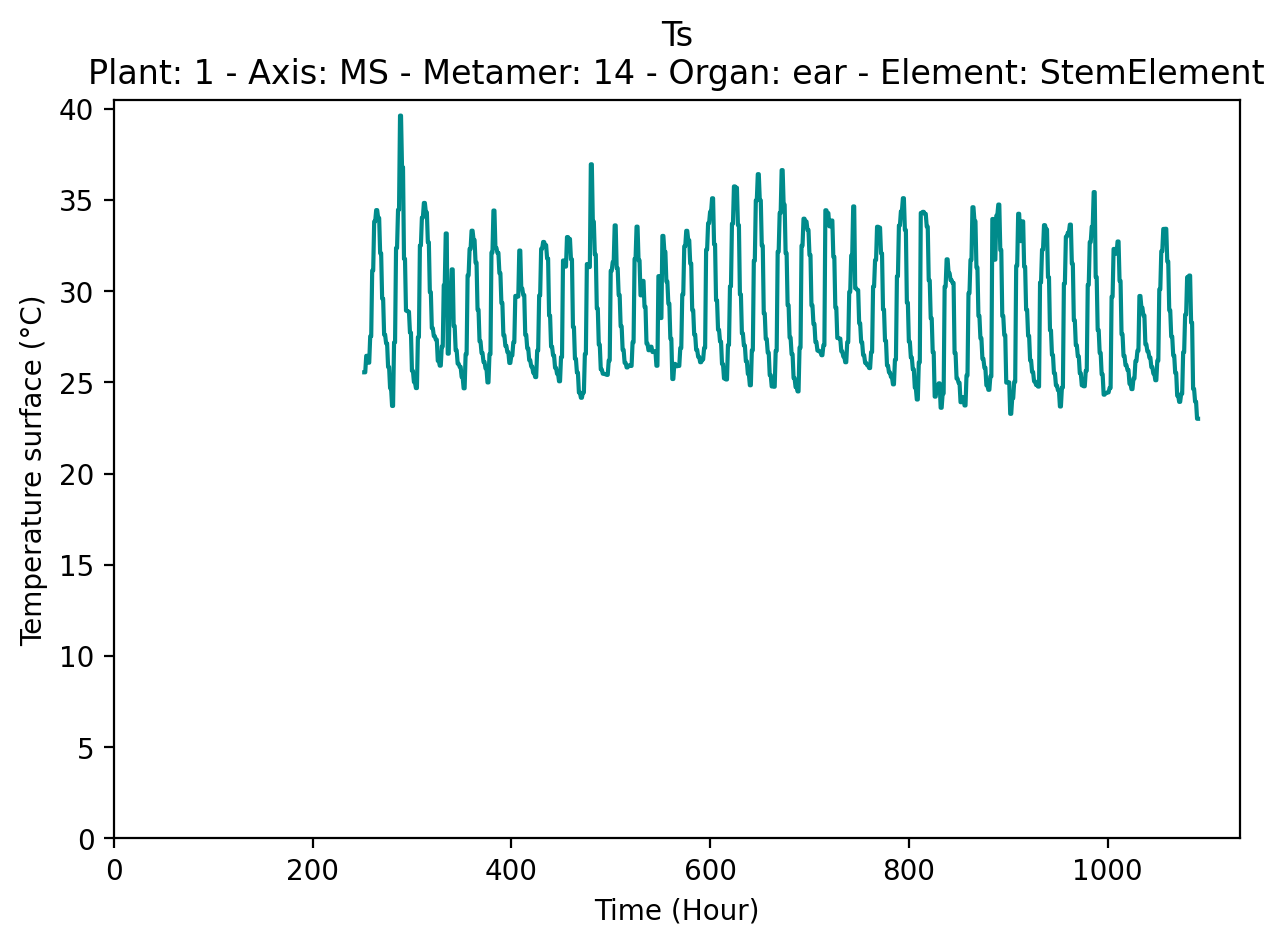 Ts
Plant: 1 - Axis: MS - Metamer: 14 - Organ: ear - Element: StemElement
40
35
30
25
20
15
10
5
0
Temperature surface (°C)
0 200 400 600 800 1000
Time (Hour)